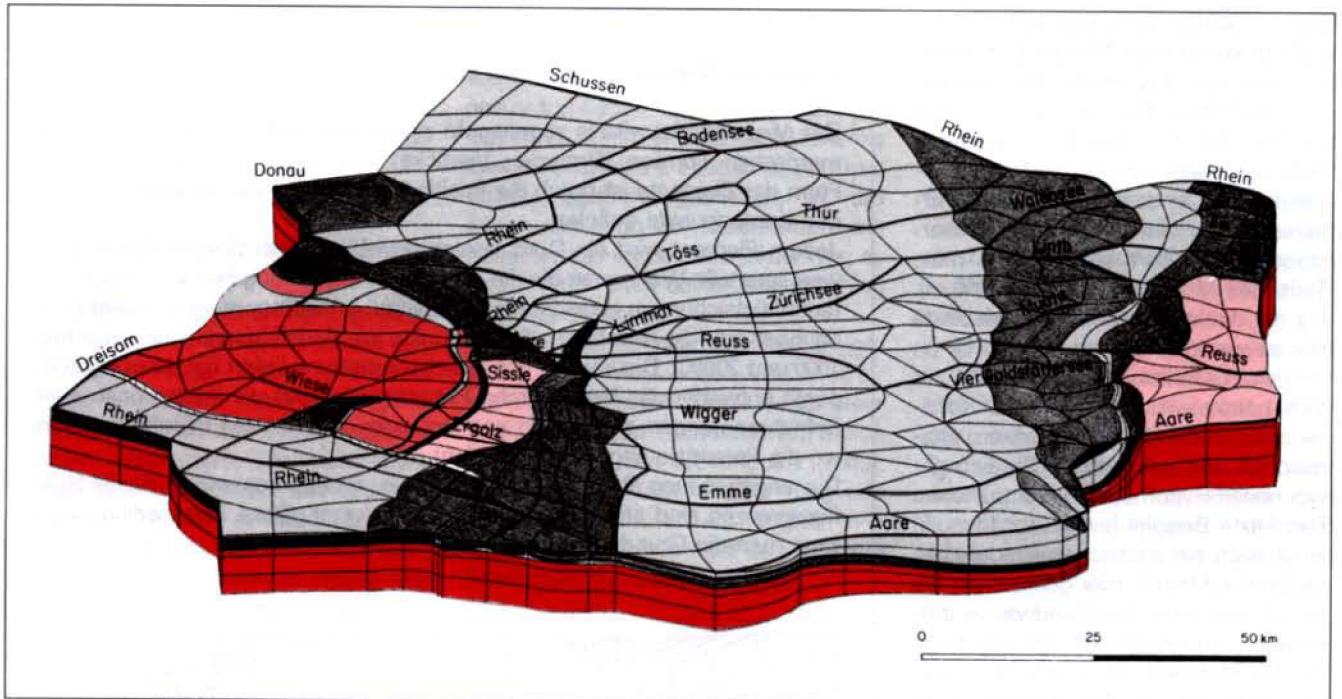 Schussen
Bodensee
Rhein
Rhein
Donau
Walensee
Thur
Rhein
Linth
Töss
Muota
Zürichsee
Rhein
Limmat
Reuss
Dreisam
Reuss
Sissle
Vierwaldstättersee
Wiese
Wigger
Aare
Rhein
Ergolz
Rhein
Emme
Aare
0 25 50 km